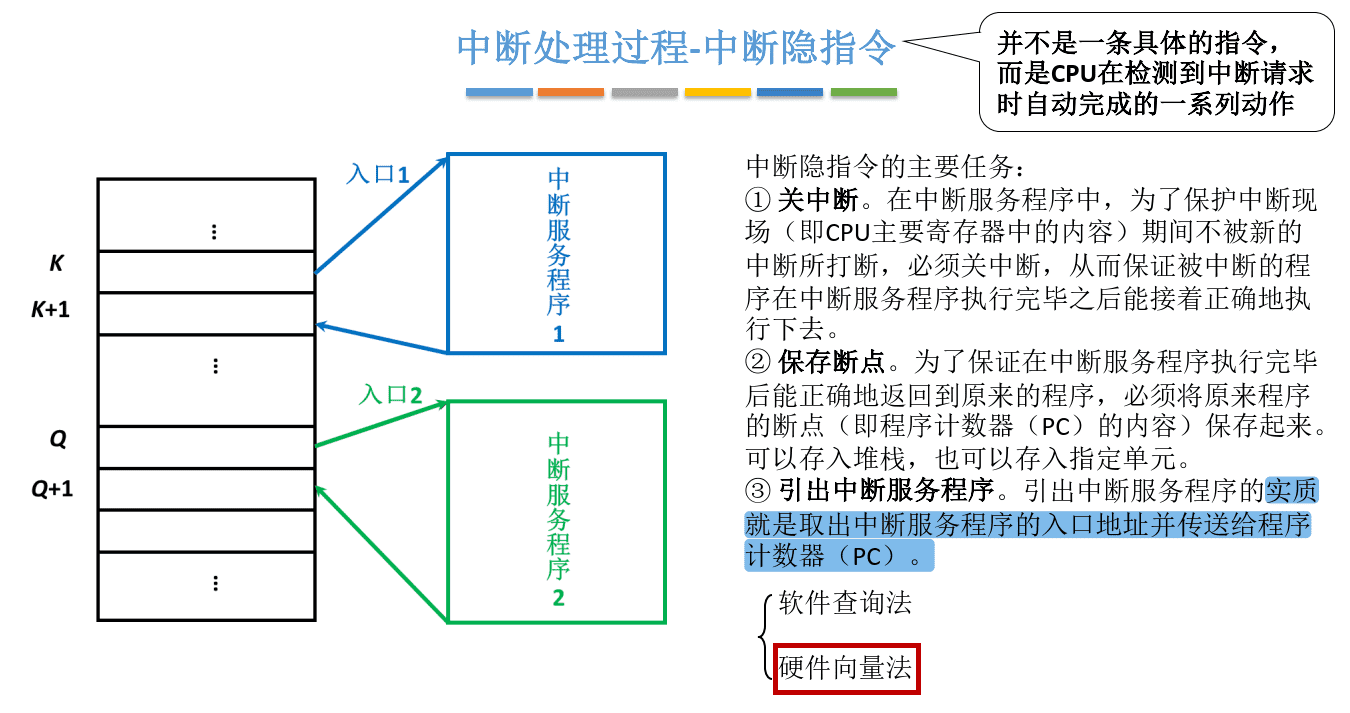 中断处理过程-中断隐指令
并不是一条具体的指令，
而是CPU在检测到中断请求
时自动完成的一系列动作
⋮
K
K+1
⋮
Q
Q+1
⋮
入口1
中断服务程序1
入口2
中断服务程序2
中断隐指令的主要任务：
① 关中断。在中断服务程序中，为了保护中断现
场（即CPU主要寄存器中的内容）期间不被新的
中断所打断，必须关中断，从而保证被中断的程
序在中断服务程序执行完毕之后能接着正确地执
行下去。
② 保存断点。为了保证在中断服务程序执行完毕
后能正确地返回到原来的程序，必须将原来程序
的断点（即程序计数器（PC）的内容）保存起来。
可以存入堆栈，也可以存入指定单元。
③ 引出中断服务程序。引出中断服务程序的实质
就是取出中断服务程序的入口地址并传送给程序
计数器（PC）。
软件查询法
硬件向量法